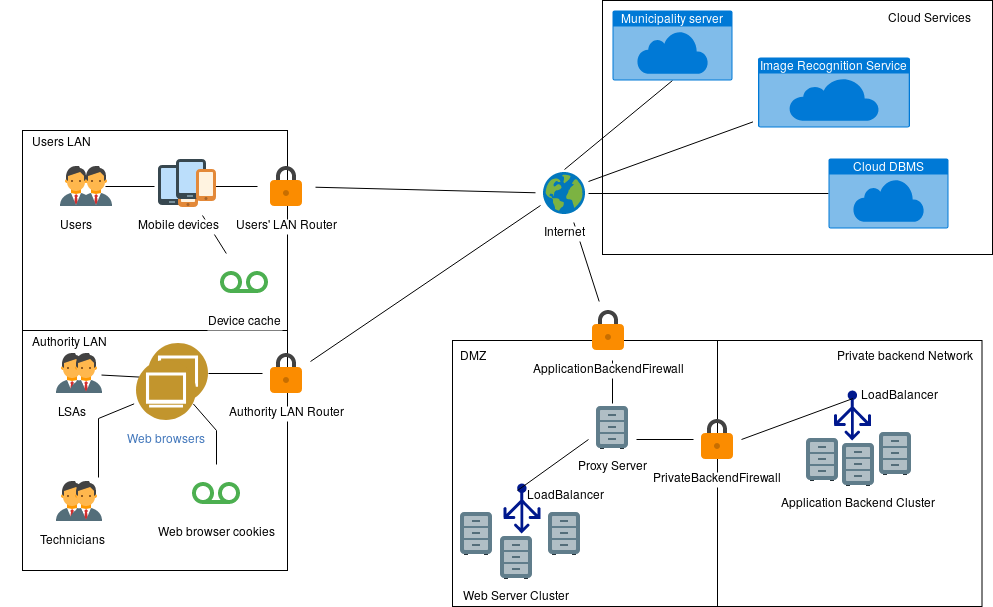 Municipality server
Cloud Services
Image Recognition Service
Cloud DBMS
Users LAN
Users
Mobile devices
Users' LAN Router
Internet
Device cache
Authority LAN
LSAs
Web browsers
Authority LAN Router
Technicians
Web browser cookies
DMZ
ApplicationBackendFirewall
Private backend Network
LoadBalancer
Proxy Server
PrivateBackendFirewall
Application Backend Cluster
LoadBalancer
Web Server Cluster